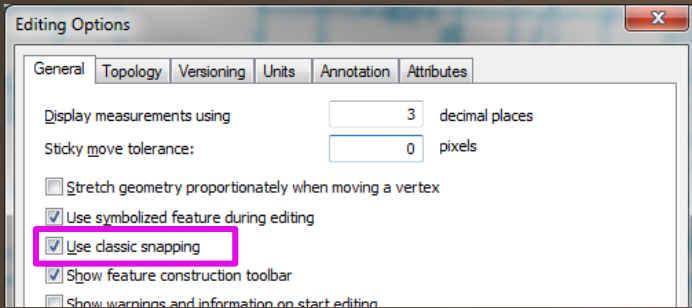 Editing Options
x
General Topology Versioning Units Annotation Attributes
Display measurements using 3 decimal places
Sticky move tolerance: 0 pixels
Stretch geometry proportionately when moving a vertex
Use symbolized feature during editing
Use classic snapping
Show feature construction toolbar
Show warnings and information on start editing